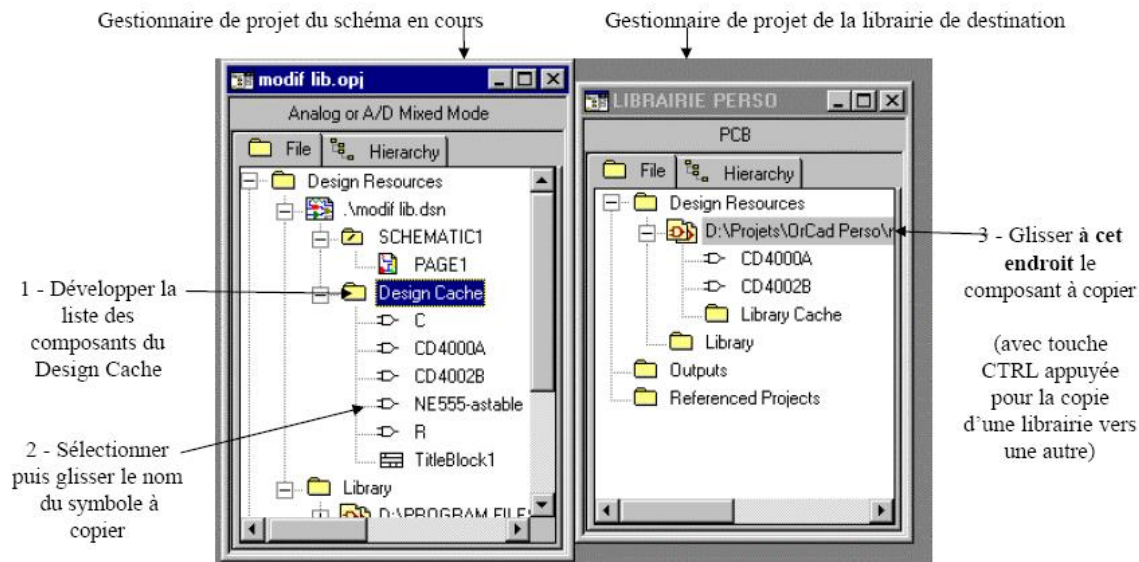 Gestionnaire de projet du schéma en cours
Gestionnaire de projet de la librairie de destination
modif lib.opj
Analog or A/D Mixed Mode
File
Hierarchy
Design Resources
.\modif lib.dsn
SCHEMATIC1
PAGE1
Design Cache
C
CD4000A
CD4002B
NE555-astable
R
TitleBlock1
Library
D:\PROGRAM FILES
LIBRAIRIE PERSO
PCB
File
Hierarchy
Design Resources
D:\Projets\OrCad Perso\r
CD4000A
CD4002B
Library Cache
Library
Outputs
Referenced Projects
1 - Développer la
liste des
composants du
Design Cache
2 - Sélectionner
puis glisser le nom
du symbole à
copier
3 - Glisser à cet
endroit le
composant à copier
(avec touche
CTRL appuyée
pour la copie
d'une librairie vers
une autre)